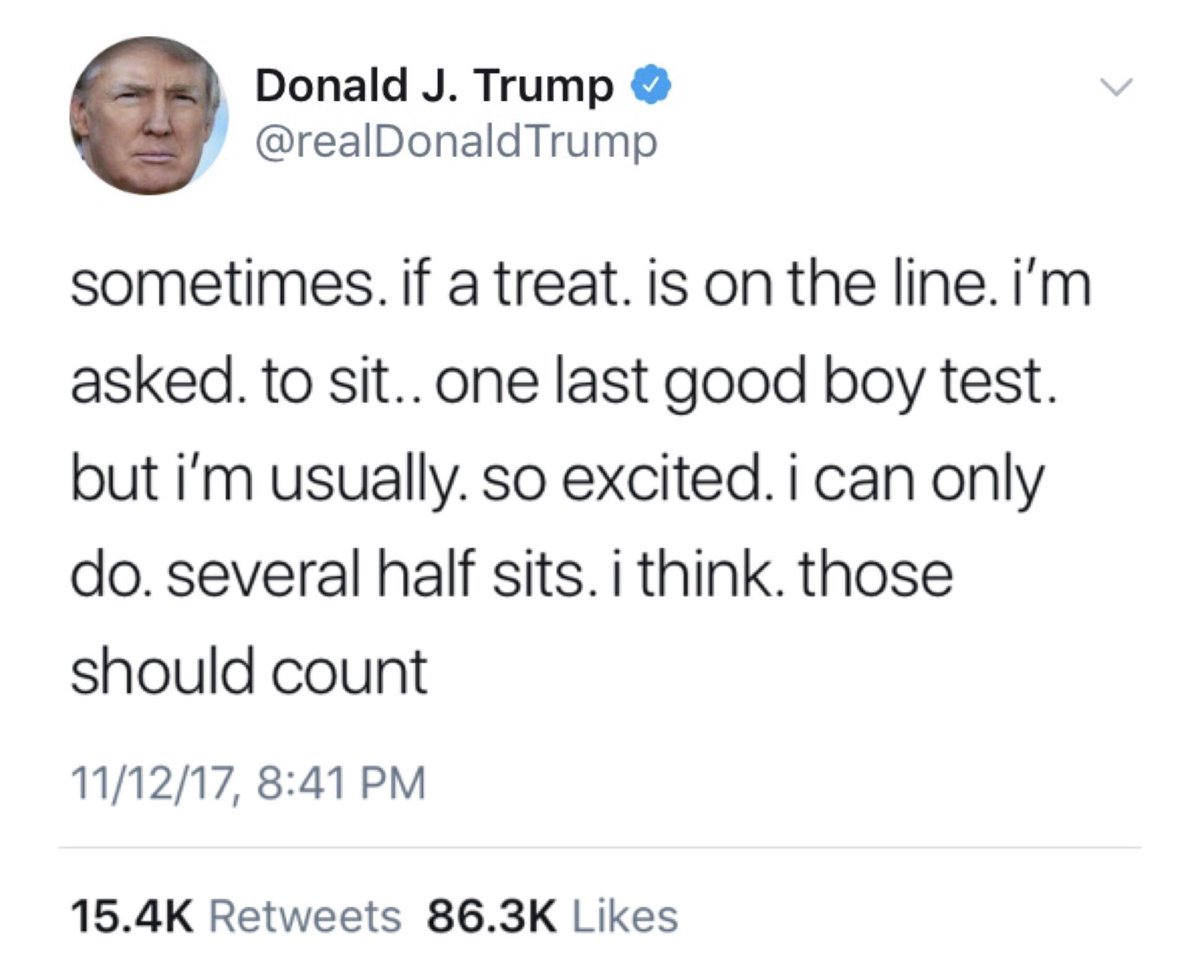 Donald J. Trump
@realDonaldTrump
sometimes. if a treat. is on the line. i’m
asked. to sit.. one last good boy test.
but i’m usually. so excited. i can only
do. several half sits. i think. those
should count
11/12/17, 8:41 PM
15.4K Retweets 86.3K Likes